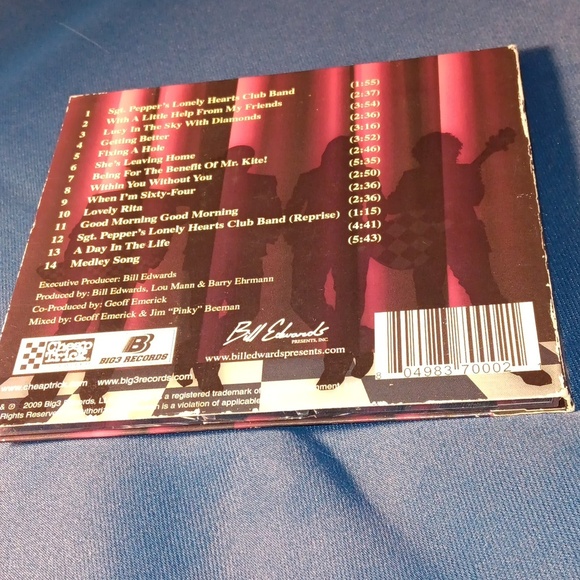 1 Sgt. Pepper's Lonely Hearts Club Band (1:55)
2 With A Little Help From My Friends (2:37)
3 Lucy In The Sky With Diamonds (3:54)
4 Getting Better (2:36)
5 Fixing A Hole (3:16)
6 She's Leaving Home (3:52)
7 Being For The Benefit Of Mr. Kite! (2:46)
8 Within You Without You (5:35)
9 When I'm Sixty-Four (2:50)
10 Lovely Rita (2:36)
11 Good Morning Good Morning (2:36)
12 Sgt. Pepper's Lonely Hearts Club Band (Reprise) (1:15)
13 A Day In The Life (4:41)
14 Medley Song (5:43)
Executive Producer: Bill Edwards
Produced by: Bill Edwards, Lou Mann & Barry Ehrmann
Co-Produced by: Geoff Emerick
Mixed by: Geoff Emerick & Jim "Pinky" Beeman
Cheap Trick
B
BIG3 RECORDS
Bill Edwards
PRESENTS, INC
www.billedwardspresents.com
8 04983 70002
www.cheaptrick.com www.big3records.com
& ℗ 2009 Big3 Records, a registered trademark of
Rights Reserved. is a violation of applicable